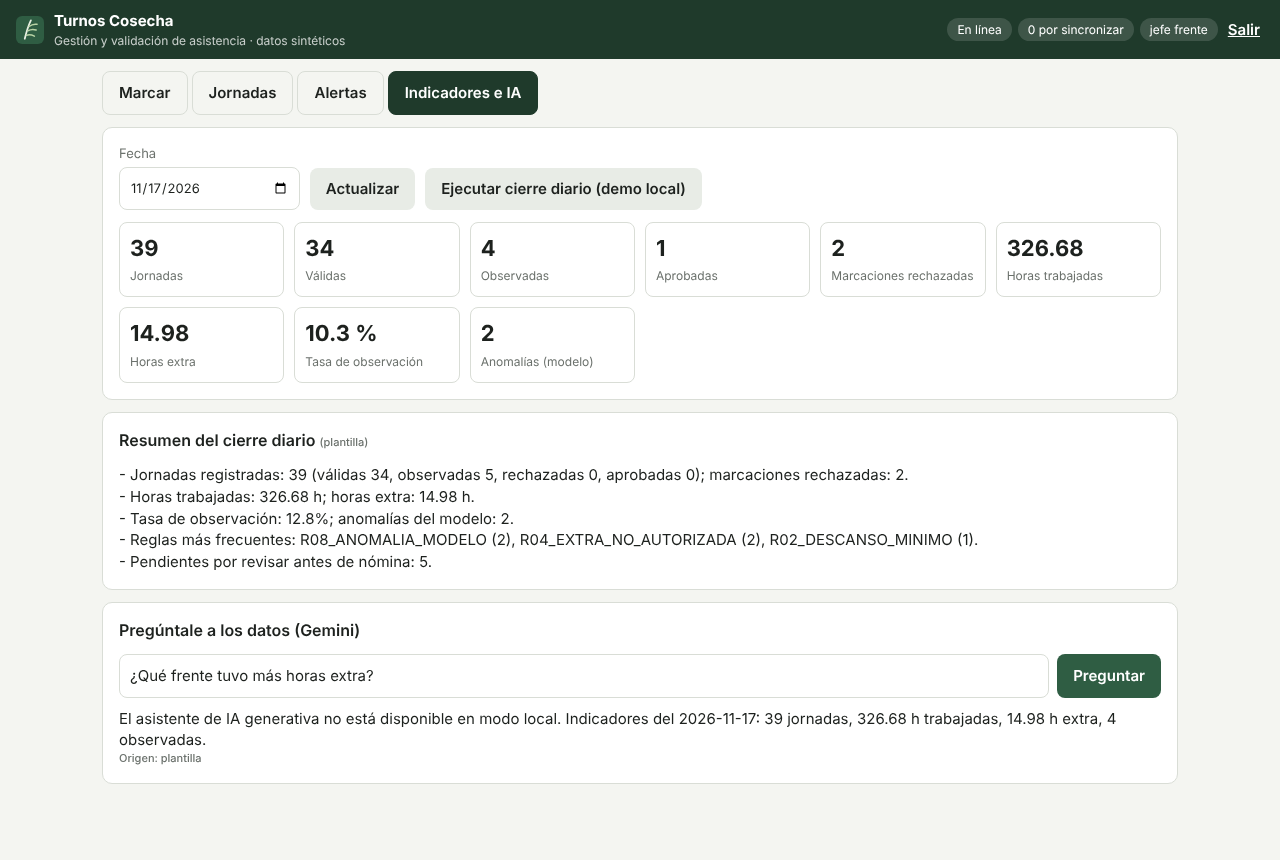 Turnos Cosecha
Gestión y validación de asistencia · datos sintéticos
En línea
0 por sincronizar
jefe frente
Salir
Marcar
Jornadas
Alertas
Indicadores e IA
Fecha
11/17/2026
Actualizar
Ejecutar cierre diario (demo local)
39
Jornadas
34
Válidas
4
Observadas
1
Aprobadas
2
Marcaciones rechazadas
326.68
Horas trabajadas
14.98
Horas extra
10.3 %
Tasa de observación
2
Anomalías (modelo)
Resumen del cierre diario (plantilla)
- Jornadas registradas: 39 (válidas 34, observadas 5, rechazadas 0, aprobadas 0); marcaciones rechazadas: 2.
- Horas trabajadas: 326.68 h; horas extra: 14.98 h.
- Tasa de observación: 12.8%; anomalías del modelo: 2.
- Reglas más frecuentes: R08_ANOMALIA_MODELO (2), R04_EXTRA_NO_AUTORIZADA (2), R02_DESCANSO_MINIMO (1).
- Pendientes por revisar antes de nómina: 5.
Pregúntale a los datos (Gemini)
¿Qué frente tuvo más horas extra?
Preguntar
El asistente de IA generativa no está disponible en modo local. Indicadores del 2026-11-17: 39 jornadas, 326.68 h trabajadas, 14.98 h extra, 4
observadas.
Origen: plantilla